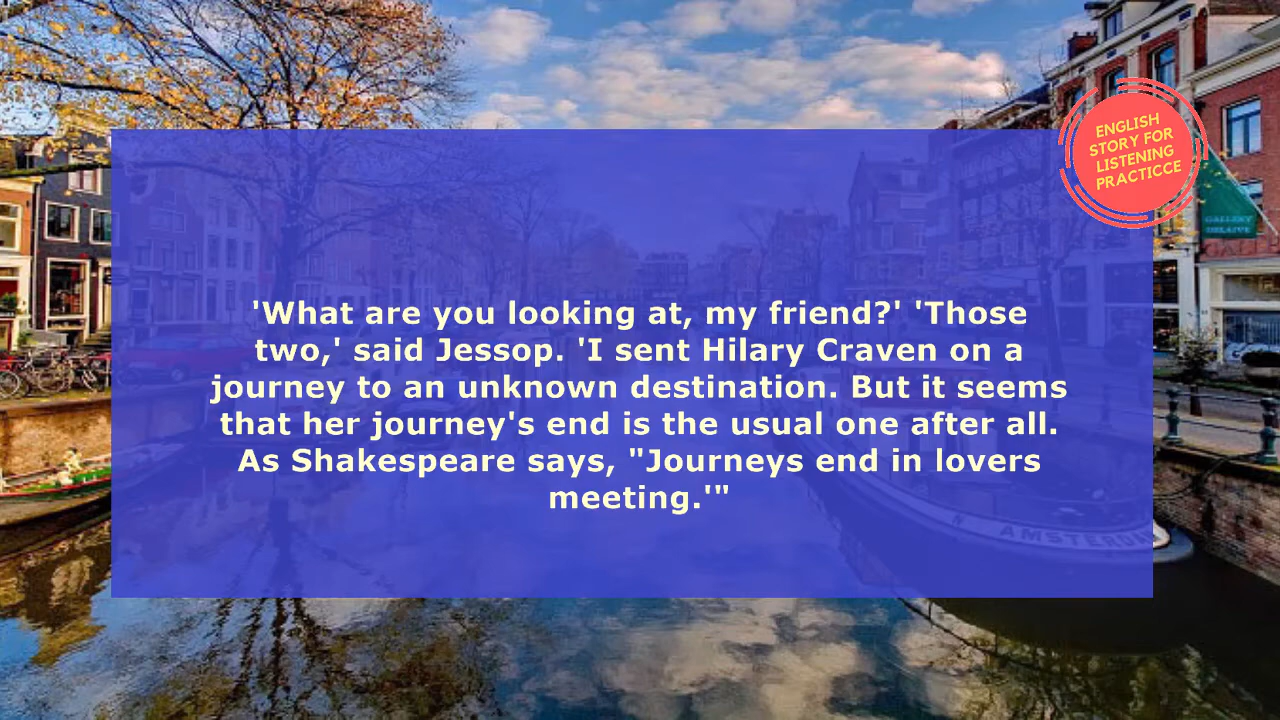 ENGLISH
STORY FOR
LISTENING
PRACTICCE
GALLERY
'What are you looking at, my friend?' 'Those
two,' said Jessop. 'I sent Hilary Craven on a
journey to an unknown destination. But it seems
that her journey's end is the usual one after all.
As Shakespeare says, "Journeys end in lovers
meeting.'"
AMSTERDAM